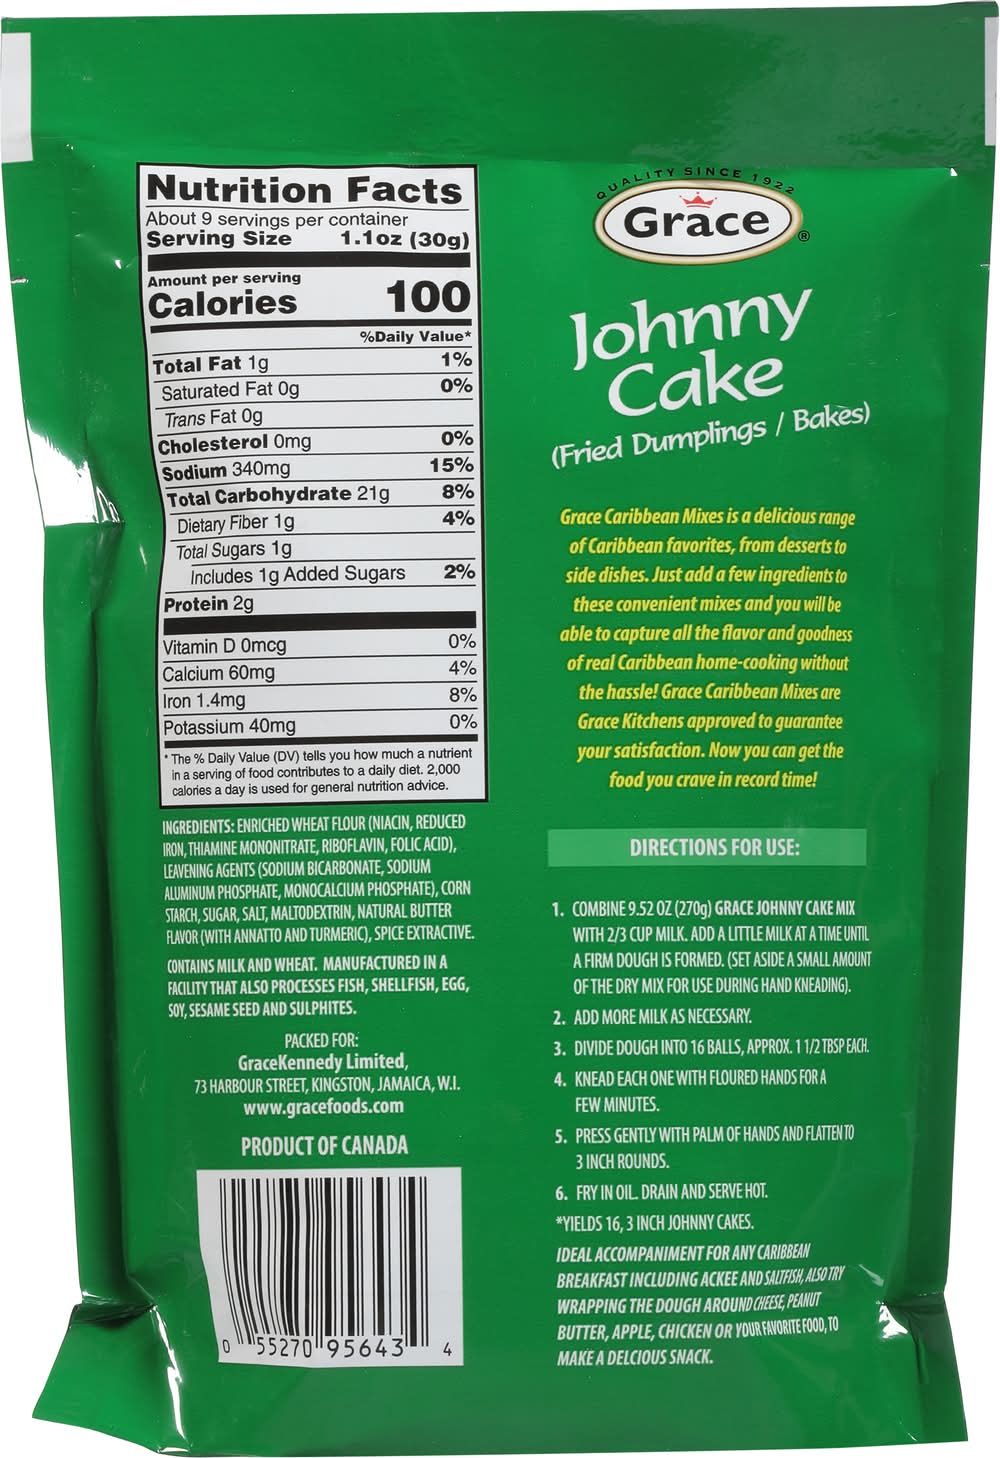 Nutrition Facts
About 9 servings per container
Serving Size 1.1oz (30g)
Amount per serving
Calories 100
%Daily Value*
Total Fat 1g 1%
Saturated Fat 0g 0%
Trans Fat 0g
Cholesterol 0mg 0%
Sodium 340mg 15%
Total Carbohydrate 21g 8%
Dietary Fiber 1g 4%
Total Sugars 1g
Includes 1g Added Sugars 2%
Protein 2g
Vitamin D 0mcg 0%
Calcium 60mg 4%
Iron 1.4mg 8%
Potassium 40mg 0%
* The % Daily Value (DV) tells you how much a nutrient
in a serving of food contributes to a daily diet. 2,000
calories a day is used for general nutrition advice.
INGREDIENTS: ENRICHED WHEAT FLOUR (NIACIN, REDUCED
IRON, THIAMINE MONONITRATE, RIBOFLAVIN, FOLIC ACID),
LEAVENING AGENTS (SODIUM BICARBONATE, SODIUM
ALUMINUM PHOSPHATE, MONOCALCIUM PHOSPHATE), CORN
STARCH, SUGAR, SALT, MALTODEXTRIN, NATURAL BUTTER
FLAVOR (WITH ANNATTO AND TURMERIC), SPICE EXTRACTIVE.
CONTAINS MILK AND WHEAT. MANUFACTURED IN A
FACILITY THAT ALSO PROCESSES FISH, SHELLFISH, EGG,
SOY, SESAME SEED AND SULPHITES.
PACKED FOR:
GraceKennedy Limited,
73 HARBOUR STREET, KINGSTON, JAMAICA, W.I.
www.gracefoods.com
PRODUCT OF CANADA
0 55270 95643 4
QUALITY SINCE 1922
Grace®
Johnny
Cake
(Fried Dumplings / Bakes)
Grace Caribbean Mixes is a delicious range
of Caribbean favorites, from desserts to
side dishes. Just add a few ingredients to
these convenient mixes and you will be
able to capture all the flavor and goodness
of real Caribbean home-cooking without
the hassle! Grace Caribbean Mixes are
Grace Kitchens approved to guarantee
your satisfaction. Now you can get the
food you crave in record time!
DIRECTIONS FOR USE:
1. COMBINE 9.52 OZ (270g) GRACE JOHNNY CAKE MIX
WITH 2/3 CUP MILK. ADD A LITTLE MILK AT A TIME UNTIL
A FIRM DOUGH IS FORMED. (SET ASIDE A SMALL AMOUNT
OF THE DRY MIX FOR USE DURING HAND KNEADING).
2. ADD MORE MILK AS NECESSARY.
3. DIVIDE DOUGH INTO 16 BALLS, APPROX. 1 1/2 TBSP EACH.
4. KNEAD EACH ONE WITH FLOURED HANDS FOR A
FEW MINUTES.
5. PRESS GENTLY WITH PALM OF HANDS AND FLATTEN TO
3 INCH ROUNDS.
6. FRY IN OIL. DRAIN AND SERVE HOT.
*YIELDS 16, 3 INCH JOHNNY CAKES.
IDEAL ACCOMPANIMENT FOR ANY CARIBBEAN
BREAKFAST INCLUDING ACKEE AND SALTFISH, ALSO TRY
WRAPPING THE DOUGH AROUND CHEESE, PEANUT
BUTTER, APPLE, CHICKEN OR YOUR FAVORITE FOOD, TO
MAKE A DELCIOUS SNACK.